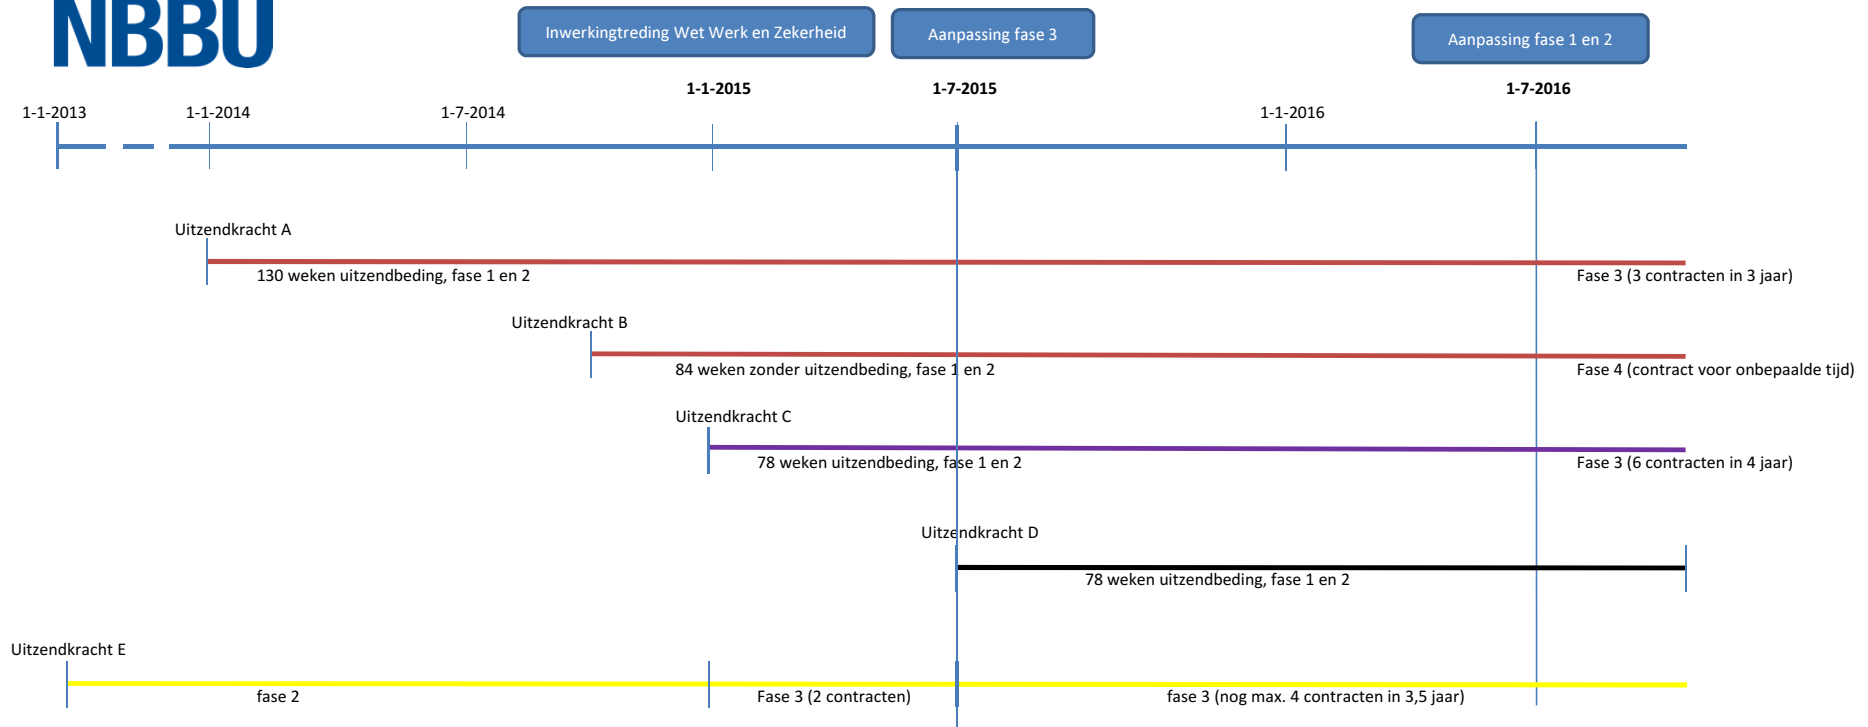 NBBU
Inwerkingtreding Wet Werk en Zekerheid
Aanpassing fase 3
Aanpassing fase 1 en 2
1-1-2015
1-7-2015
1-7-2016
1-1-2013
1-1-2014
1-7-2014
1-1-2016
Uitzendkracht A
130 weken uitzendbeding, fase 1 en 2
Fase 3 (3 contracten in 3 jaar)
Uitzendkracht B
84 weken zonder uitzendbeding, fase 1 en 2
Fase 4 (contract voor onbepaalde tijd)
Uitzendkracht C
78 weken uitzendbeding, fase 1 en 2
Fase 3 (6 contracten in 4 jaar)
Uitzendkracht D
78 weken uitzendbeding, fase 1 en 2
Uitzendkracht E
fase 2
Fase 3 (2 contracten)
fase 3 (nog max. 4 contracten in 3,5 jaar)